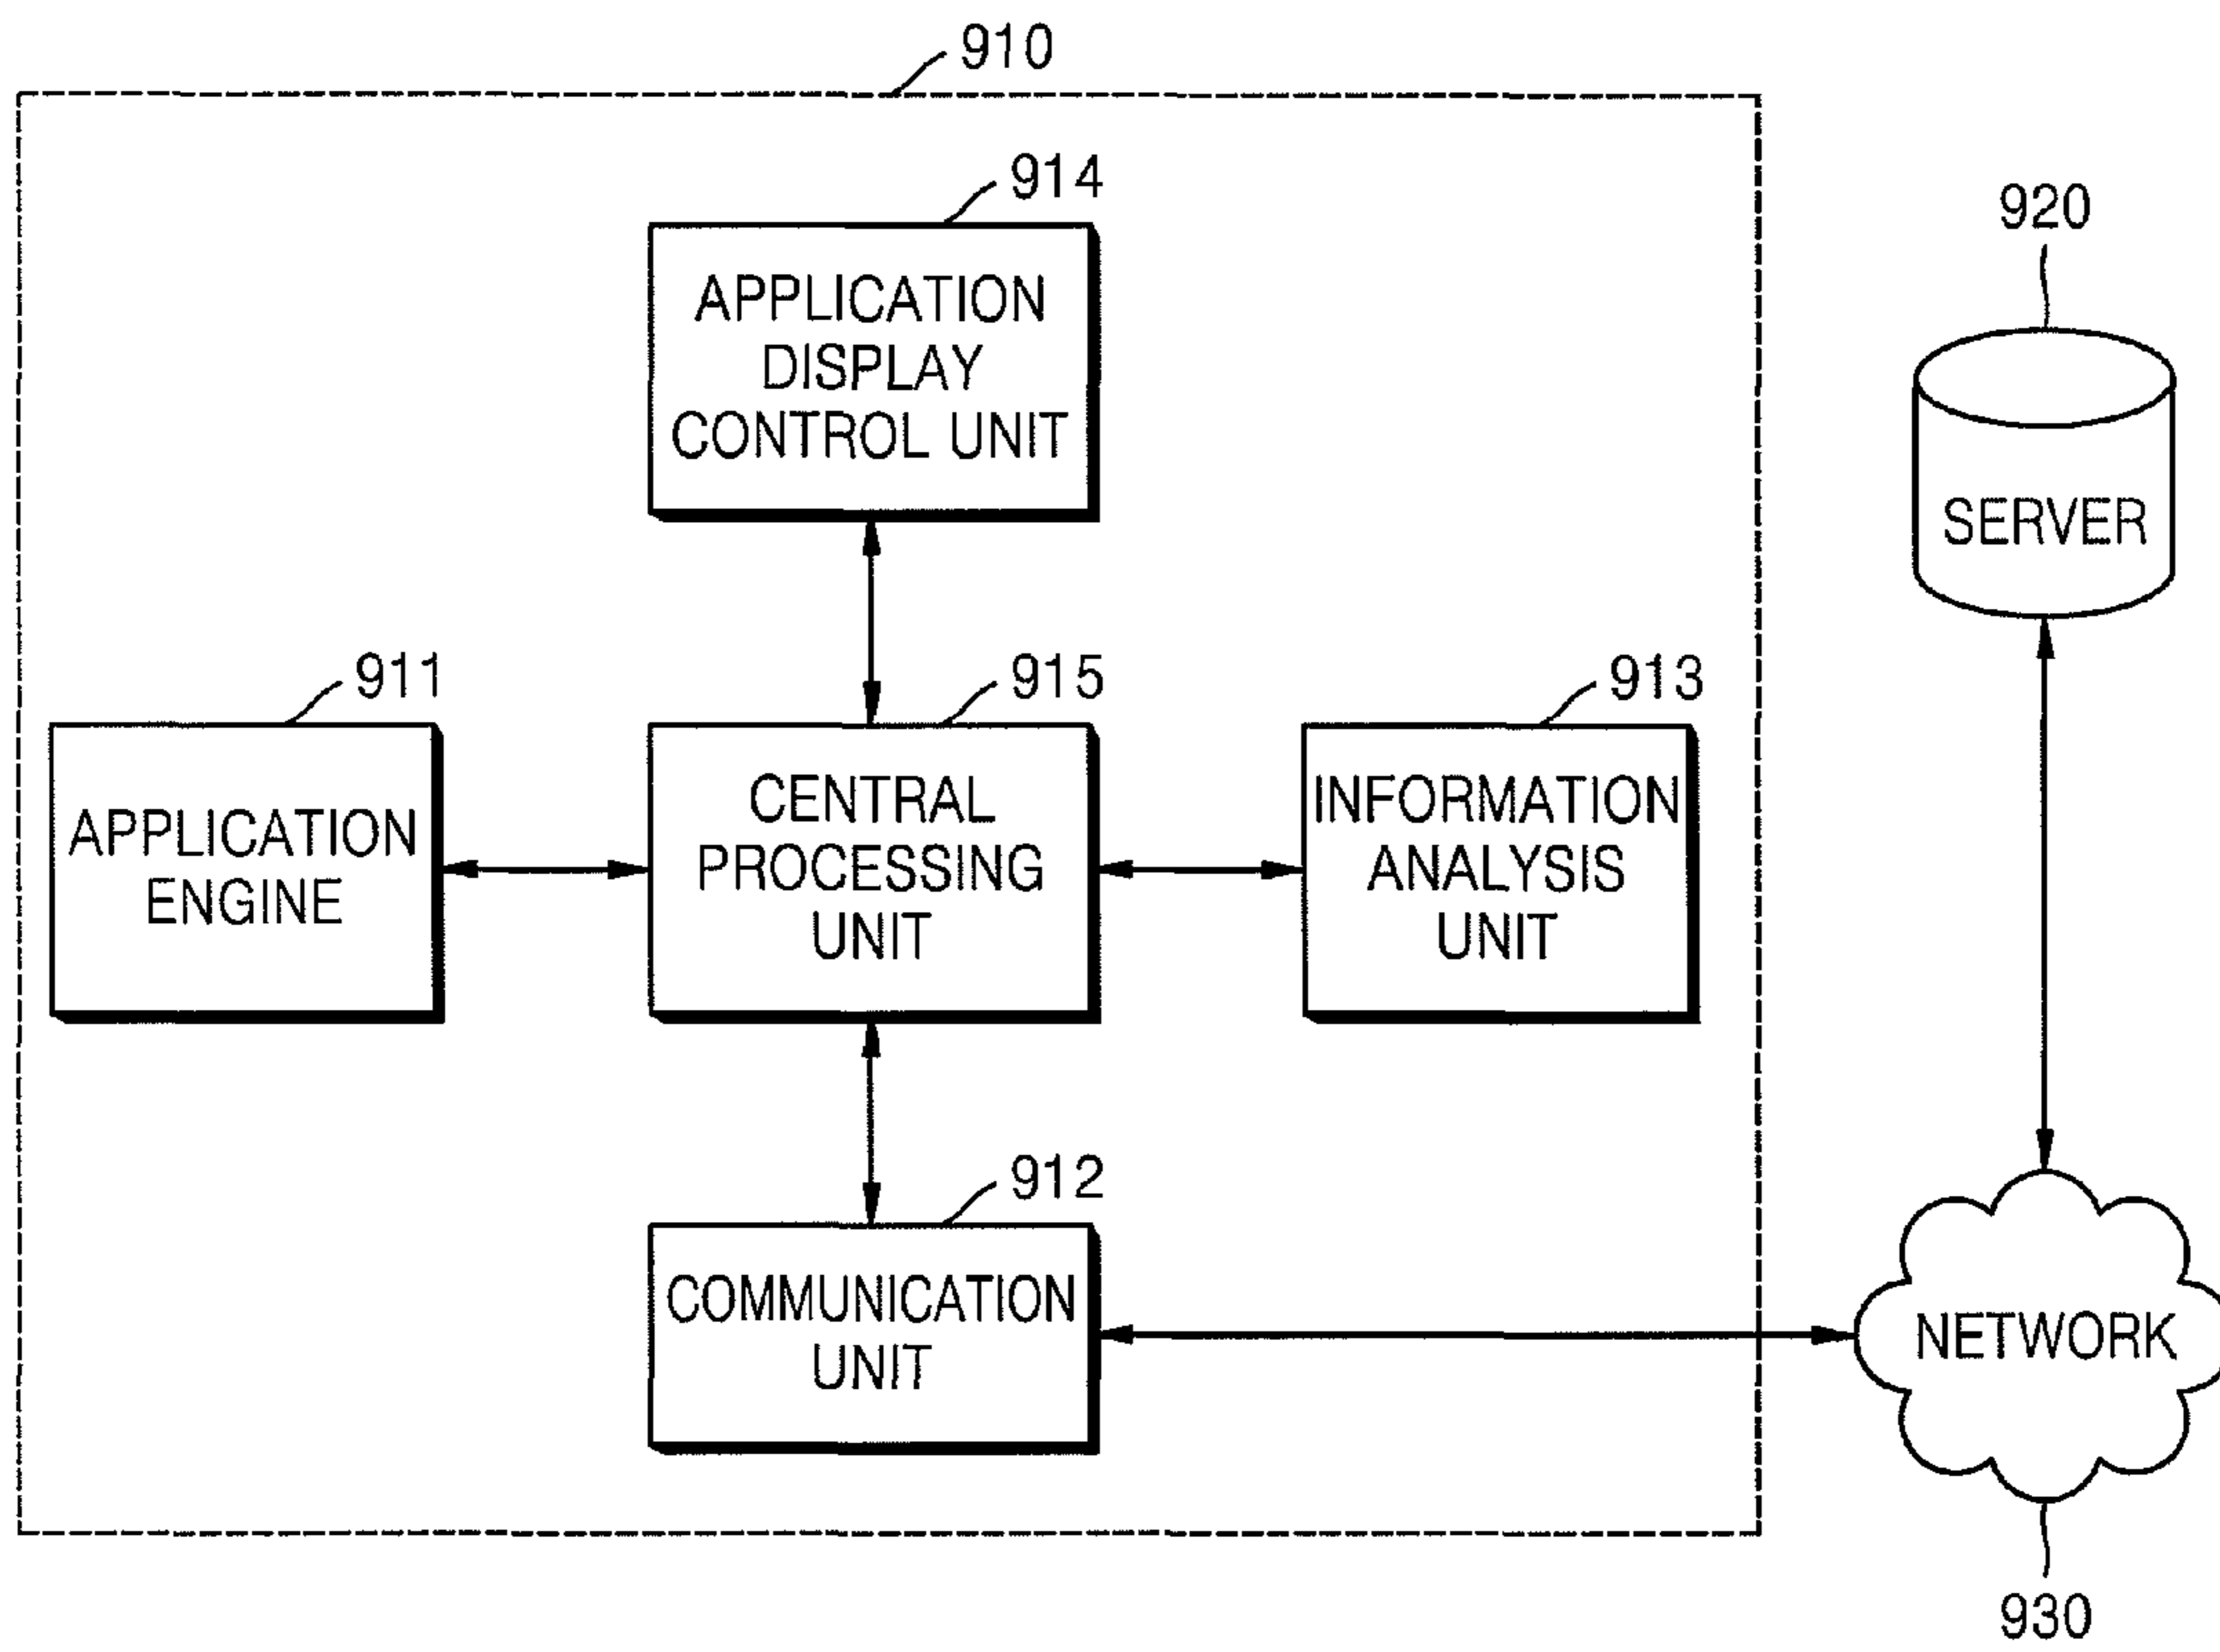 910
914
APPLICATION
DISPLAY
CONTROL UNIT
920
SERVER
911
APPLICATION
ENGINE
915
CENTRAL
PROCESSING
UNIT
913
INFORMATION
ANALYSIS
UNIT
912
COMMUNICATION
UNIT
NETWORK
930